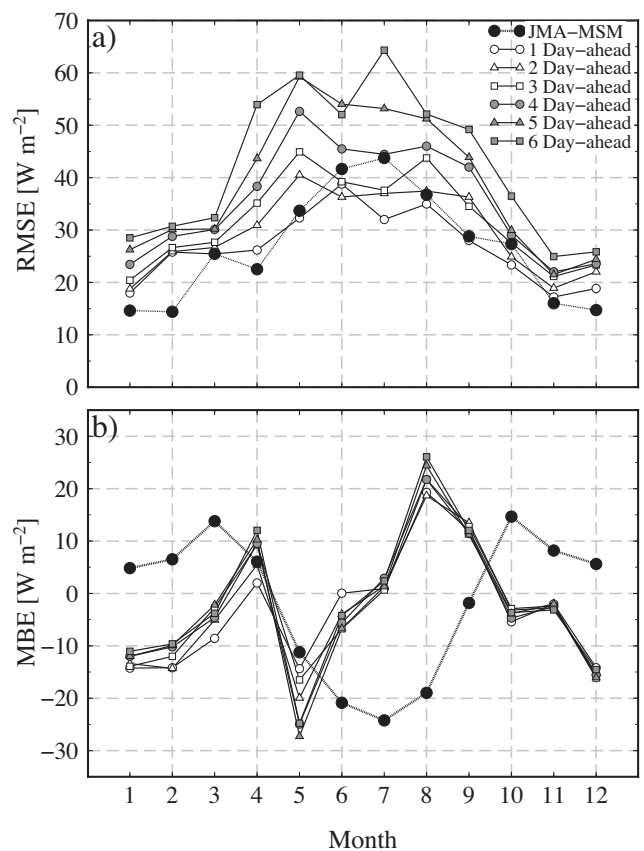 a)
JMA−MSM
1 Day−ahead
2 Day−ahead
3 Day−ahead
4 Day−ahead
5 Day−ahead
6 Day−ahead
RMSE [W m⁻²]
70
60
50
40
30
20
10
0
b)
MBE [W m⁻²]
30
20
10
0
−10
−20
−30
1 2 3 4 5 6 7 8 9 10 11 12
Month